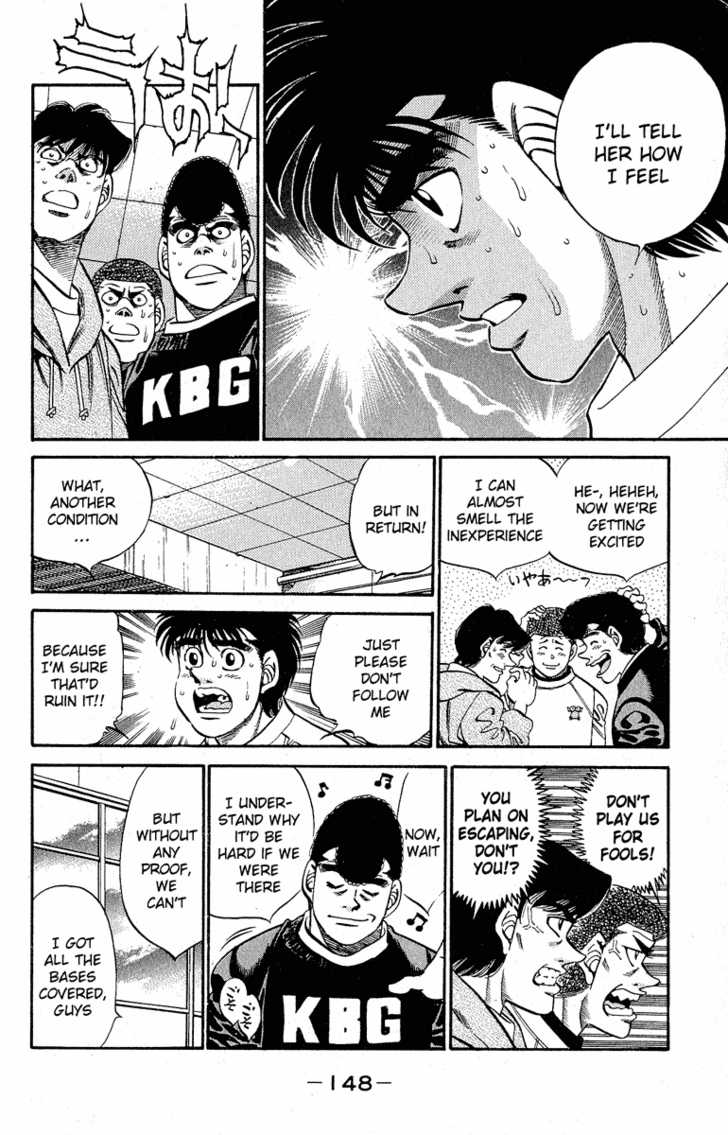 I'LL TELL
HER HOW
I FEEL
うおっ
KBG
HE-, HEHEH,
NOW WE'RE
GETTING
EXCITED
I CAN
ALMOST
SMELL THE
INEXPERIENCE
いやあ〜〜っ
BUT IN
RETURN!
WHAT,
ANOTHER
CONDITION
...
JUST
PLEASE
DON'T
FOLLOW
ME
BECAUSE
I'M SURE
THAT'D
RUIN IT!!
DON'T
PLAY US
FOR
FOOLS!
YOU
PLAN ON
ESCAPING,
DON'T
YOU!?
NOW,
WAIT
I UNDER-
STAND WHY
IT'D BE
HARD IF WE
WERE
THERE
KBG
BUT
WITHOUT
ANY
PROOF,
WE
CAN'T
I GOT
ALL THE
BASES
COVERED,
GUYS
—148—